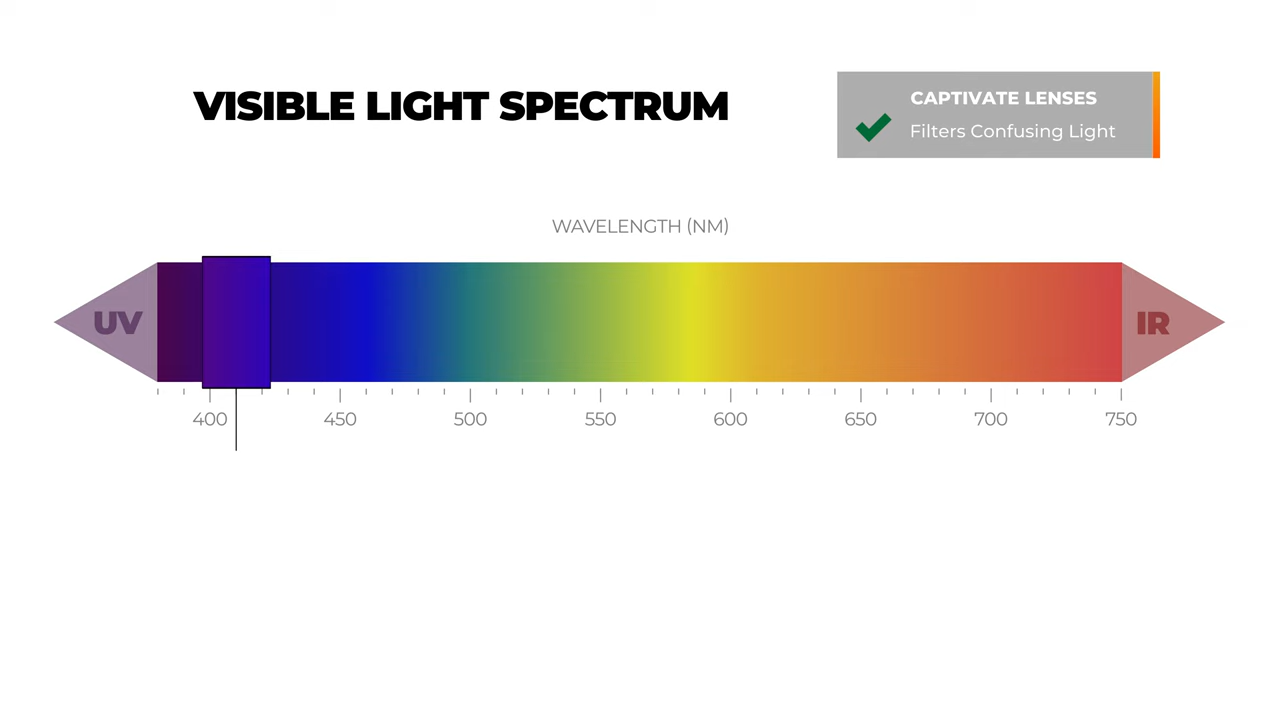 VISIBLE LIGHT SPECTRUM
CAPTIVATE LENSES
Filters Confusing Light
WAVELENGTH (NM)
UV
IR
400 450 500 550 600 650 700 750